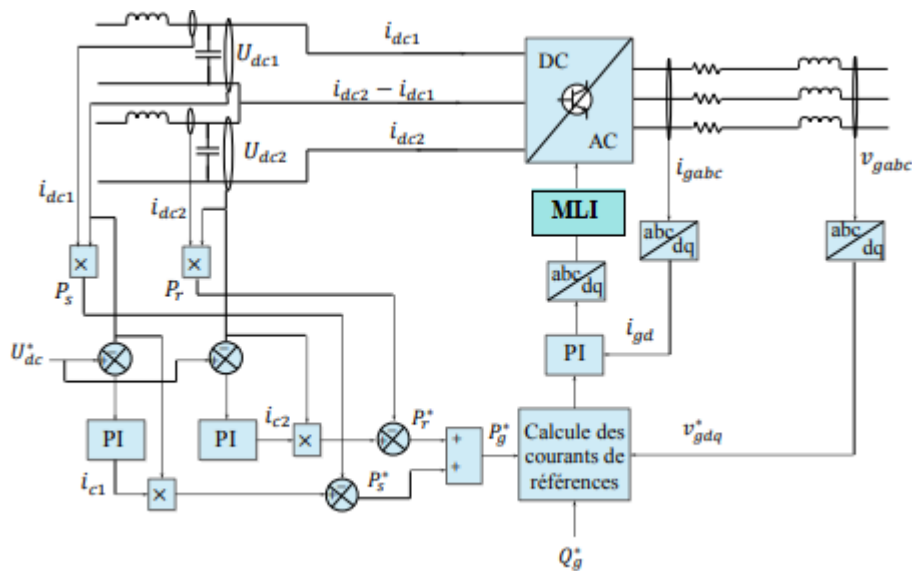 i_dc1
DC
U_dc1
i_dc2 − i_dc1
AC
i_dc2
U_dc2
i_gabc
v_gabc
i_dc1
i_dc2
MLI
abc
dq
abc
dq
×
×
P_s
P_r
abc
dq
i_gd
U*_dc
+
−
+
−
PI
PI
PI
i_c2
×
+
−
P*_r
+
+
P*_g
Calcule des
courants de
références
v*_gdq
i_c1
×
+
−
P*_s
Q*_g